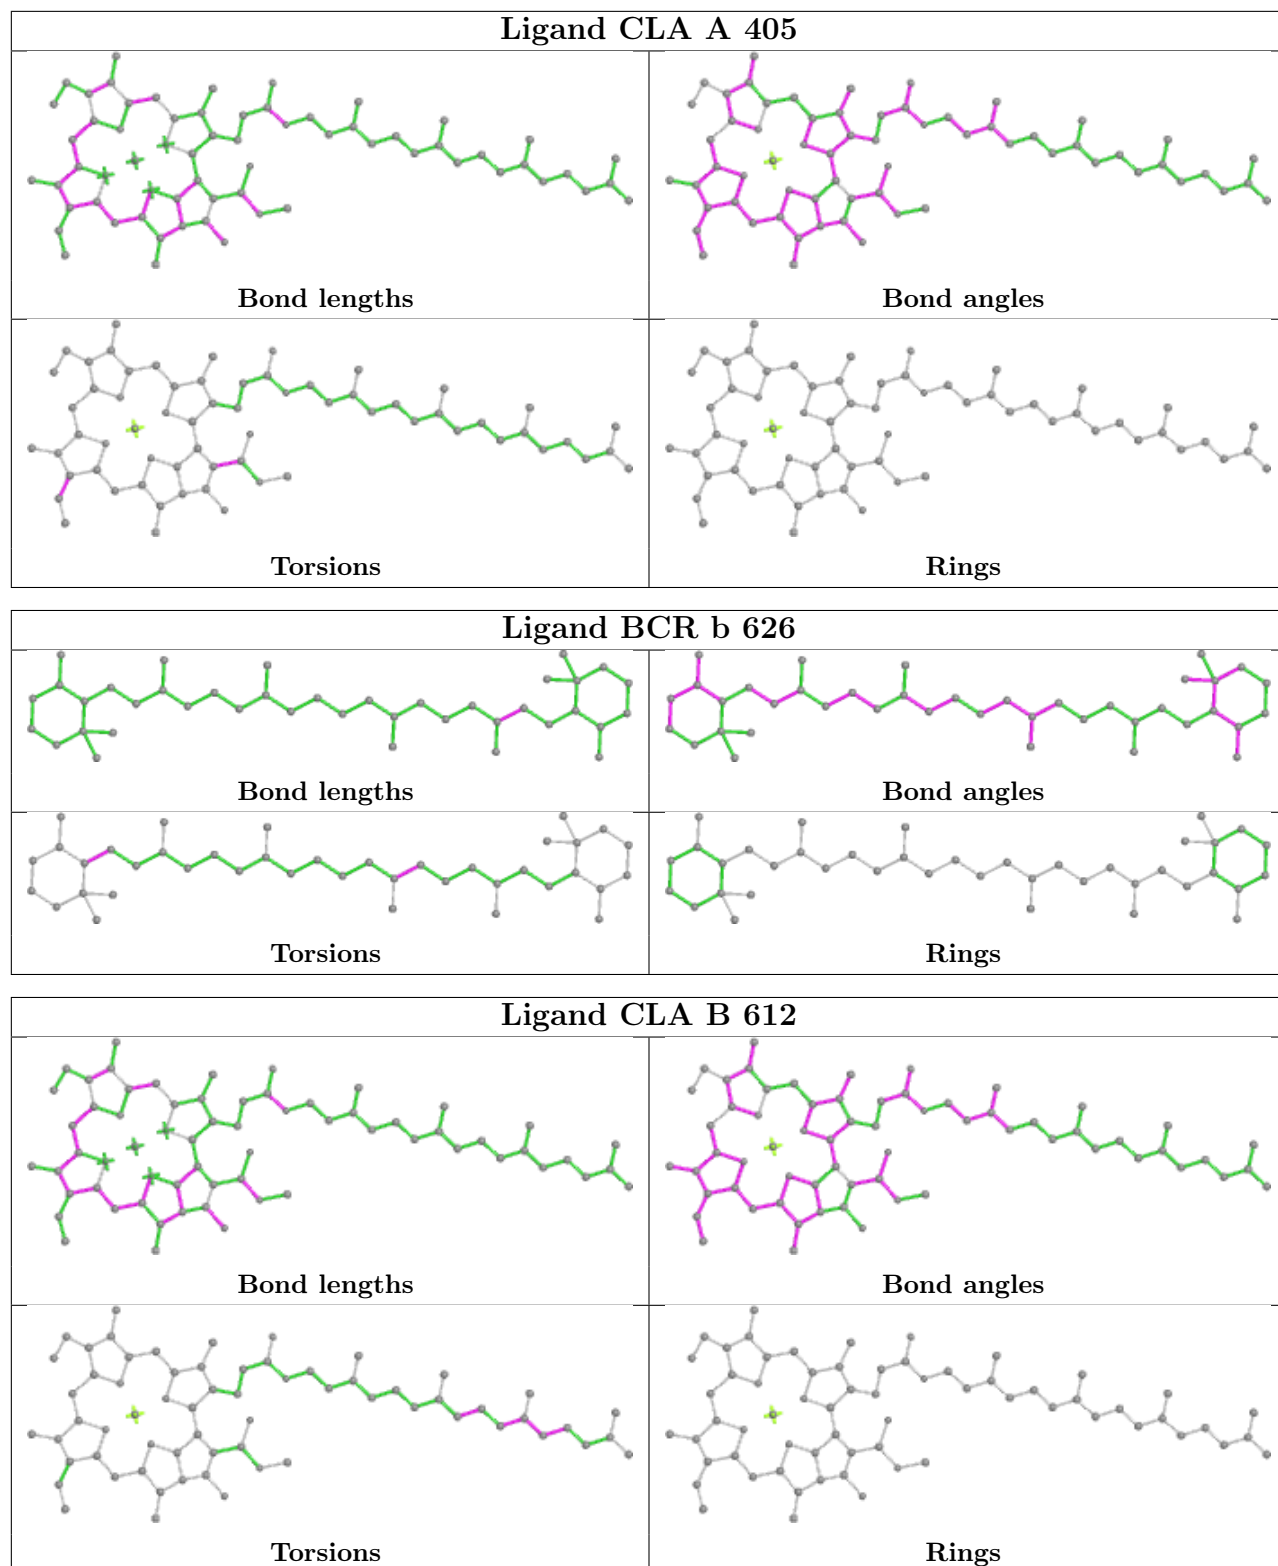 Ligand CLA A 405
Bond lengths
Bond angles
Torsions
Rings
Ligand BCR b 626
Bond lengths
Bond angles
Torsions
Rings
Ligand CLA B 612
Bond lengths
Bond angles
Torsions
Rings